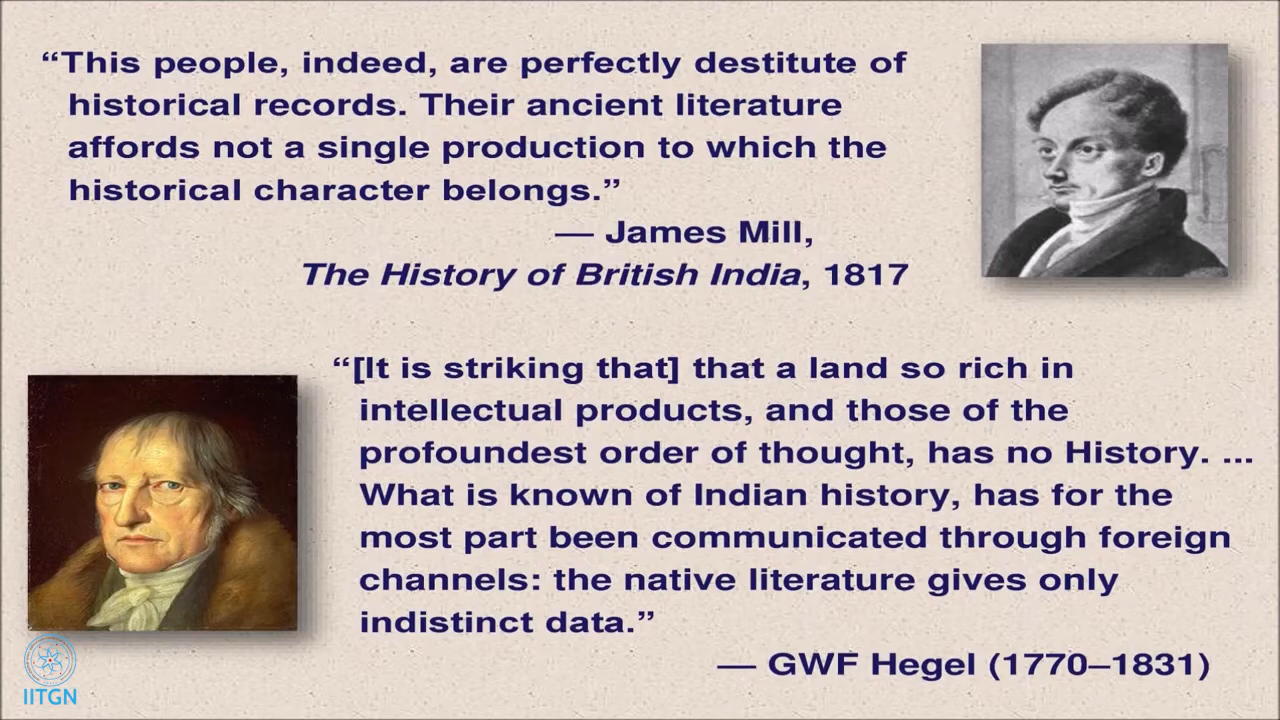 “This people, indeed, are perfectly destitute of
historical records. Their ancient literature
affords not a single production to which the
historical character belongs.”
— James Mill,
The History of British India, 1817
“[It is striking that] that a land so rich in
intellectual products, and those of the
profoundest order of thought, has no History. ...
What is known of Indian history, has for the
most part been communicated through foreign
channels: the native literature gives only
indistinct data.”
— GWF Hegel (1770–1831)
IITGN